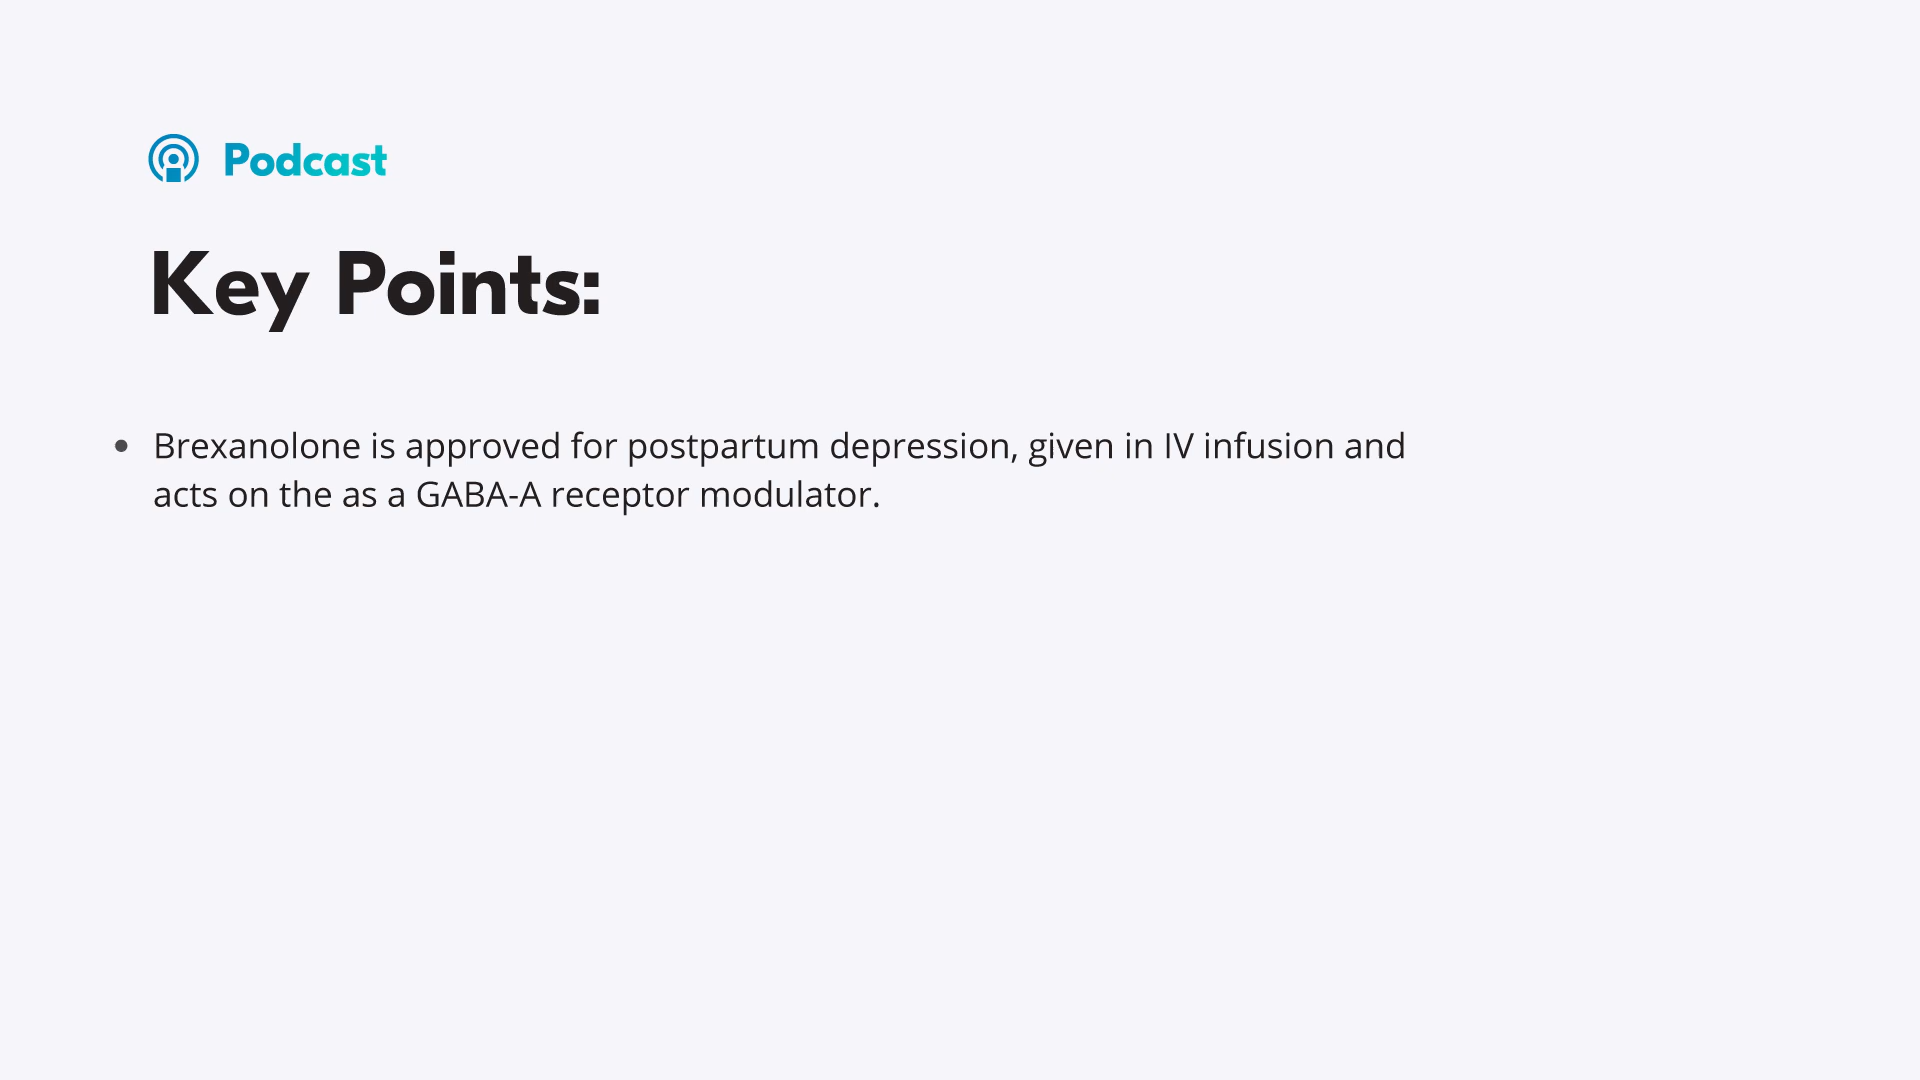 Podcast
Key Points:
• Brexanolone is approved for postpartum depression, given in IV infusion and
acts on the as a GABA-A receptor modulator.